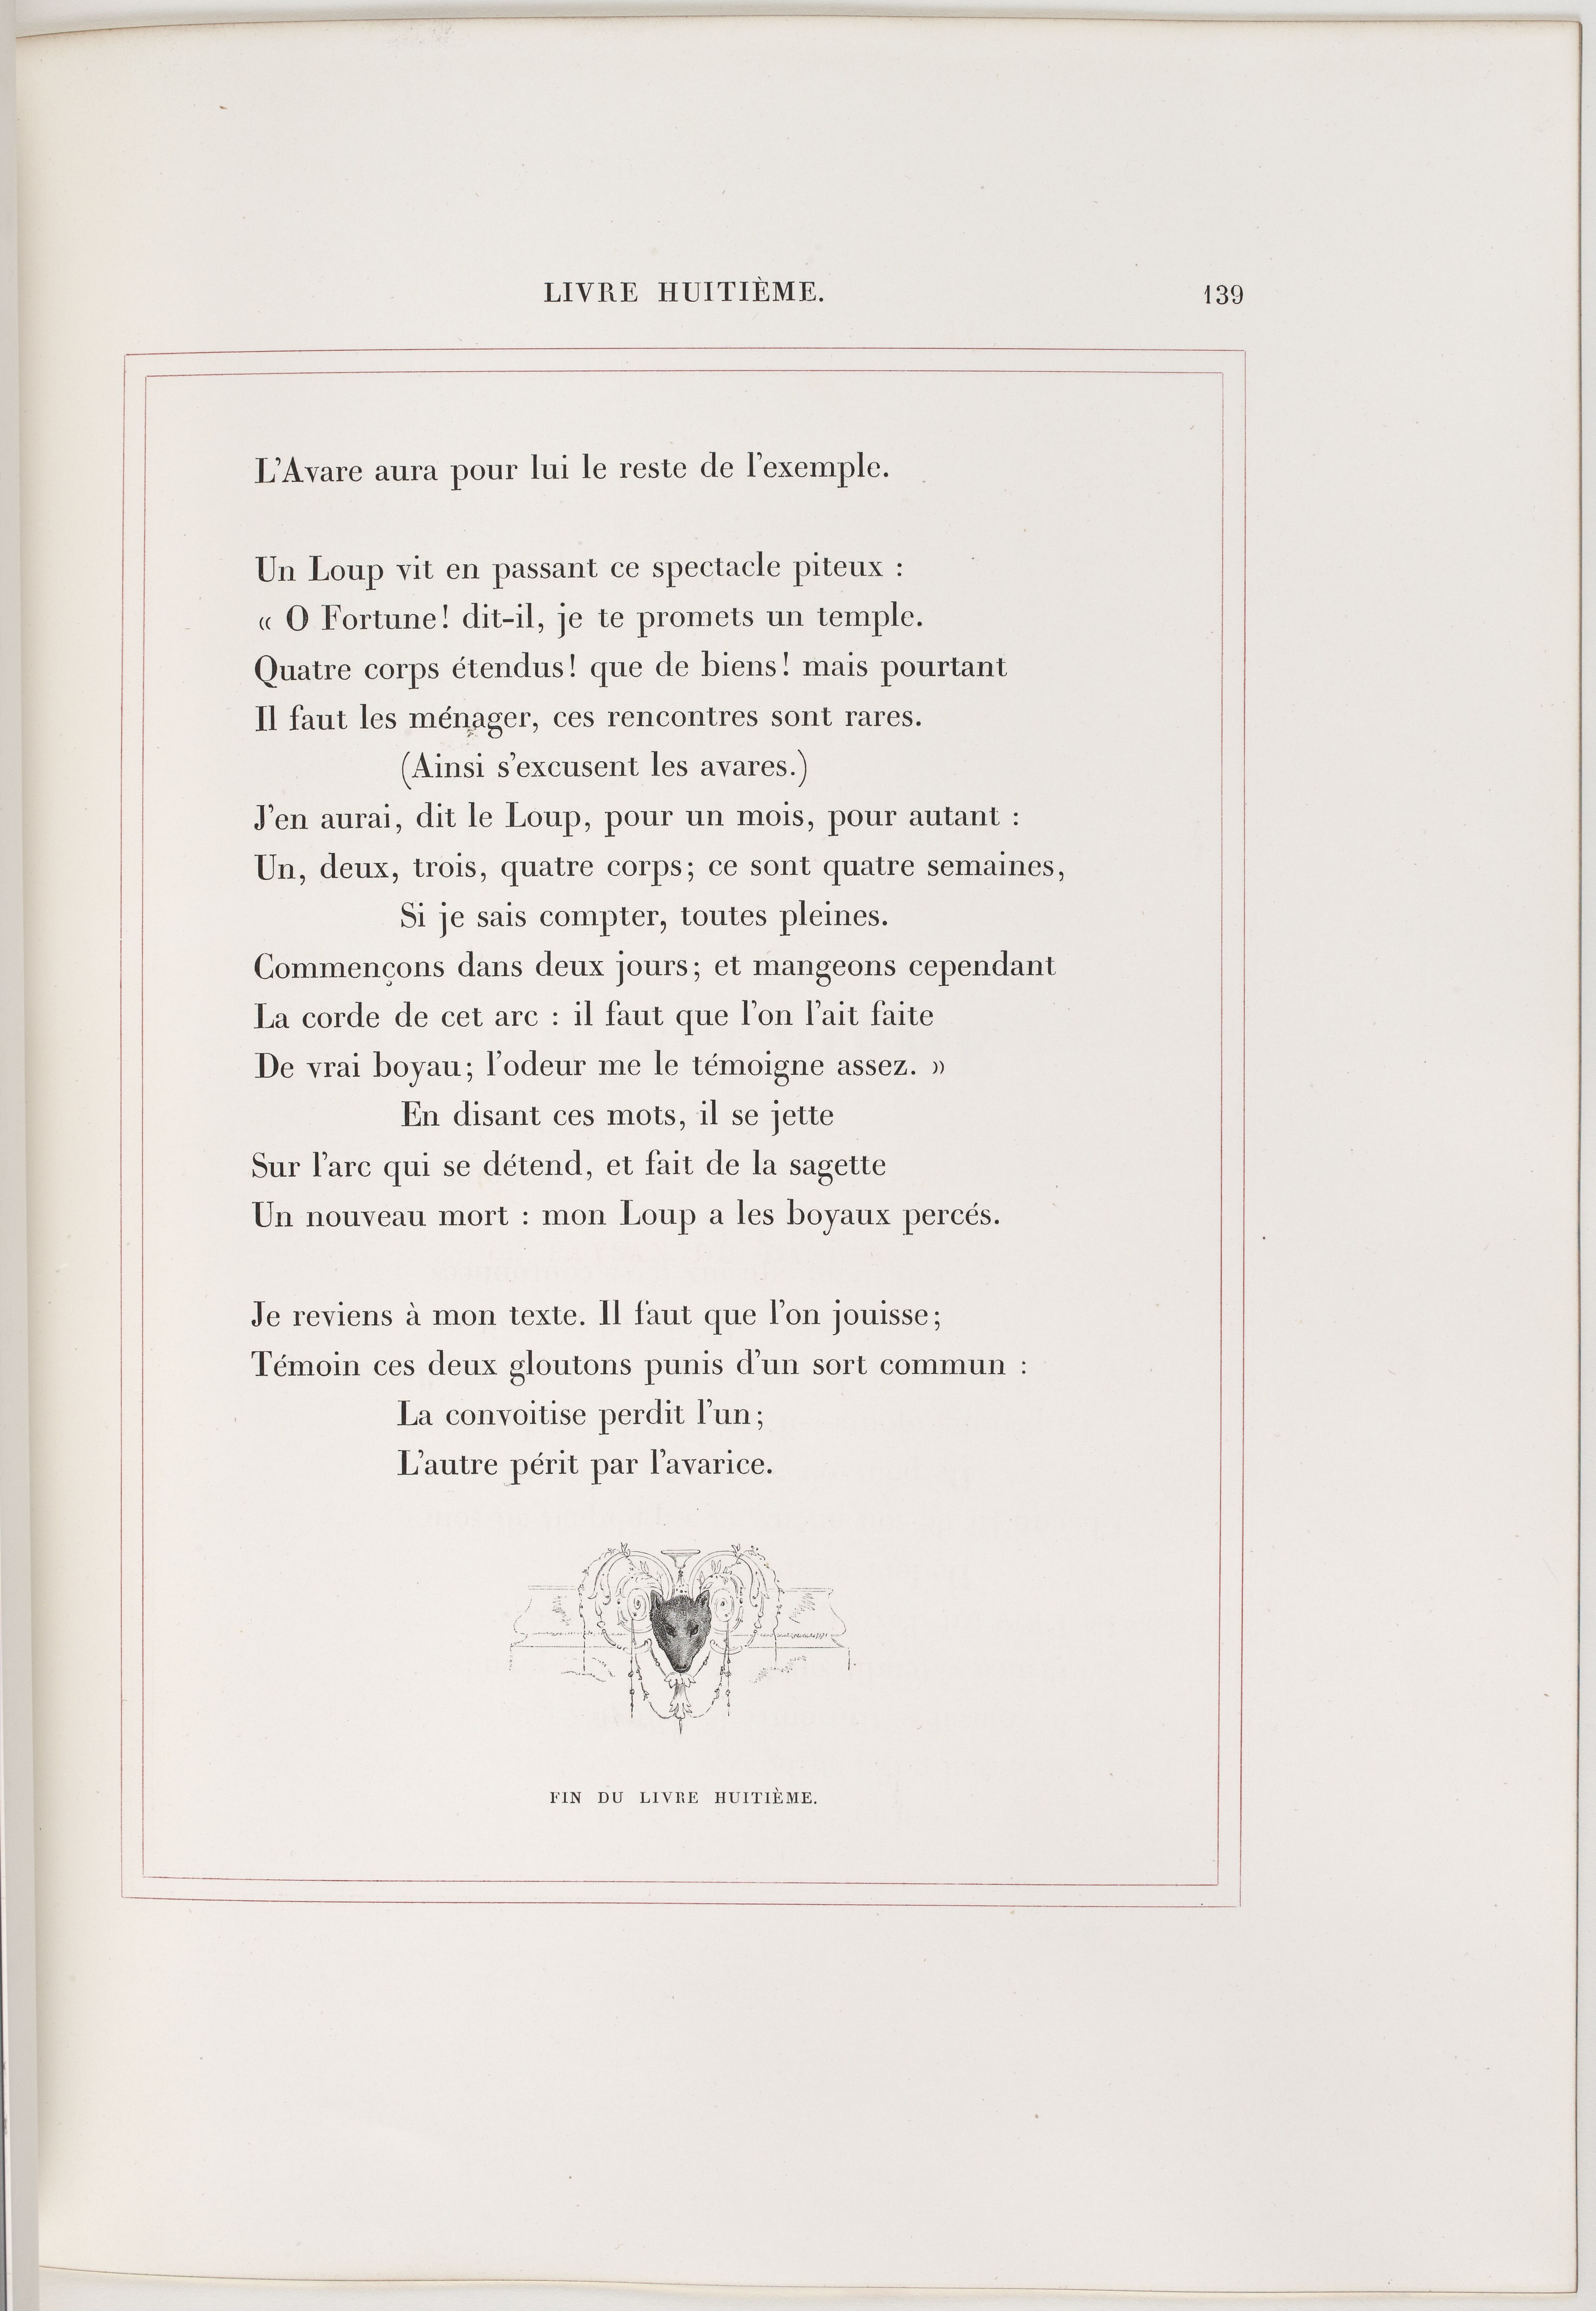 LIVRE HUITIÈME. 139
L'Avare aura pour lui le reste de l'exemple.
Un Loup vit en passant ce spectacle piteux :
« O Fortune! dit-il, je te promets un temple.
Quatre corps étendus! que de biens! mais pourtant
Il faut les ménager, ces rencontres sont rares.
(Ainsi s'excusent les avares.)
J'en aurai, dit le Loup, pour un mois, pour autant :
Un, deux, trois, quatre corps; ce sont quatre semaines,
Si je sais compter, toutes pleines.
Commençons dans deux jours; et mangeons cependant
La corde de cet arc : il faut que l'on l'ait faite
De vrai boyau; l'odeur me le témoigne assez. »
En disant ces mots, il se jette
Sur l'arc qui se détend, et fait de la sagette
Un nouveau mort : mon Loup a les boyaux percés.
Je reviens à mon texte. Il faut que l'on jouisse;
Témoin ces deux gloutons punis d'un sort commun :
La convoitise perdit l'un;
L'autre périt par l'avarice.
FIN DU LIVRE HUITIÈME.